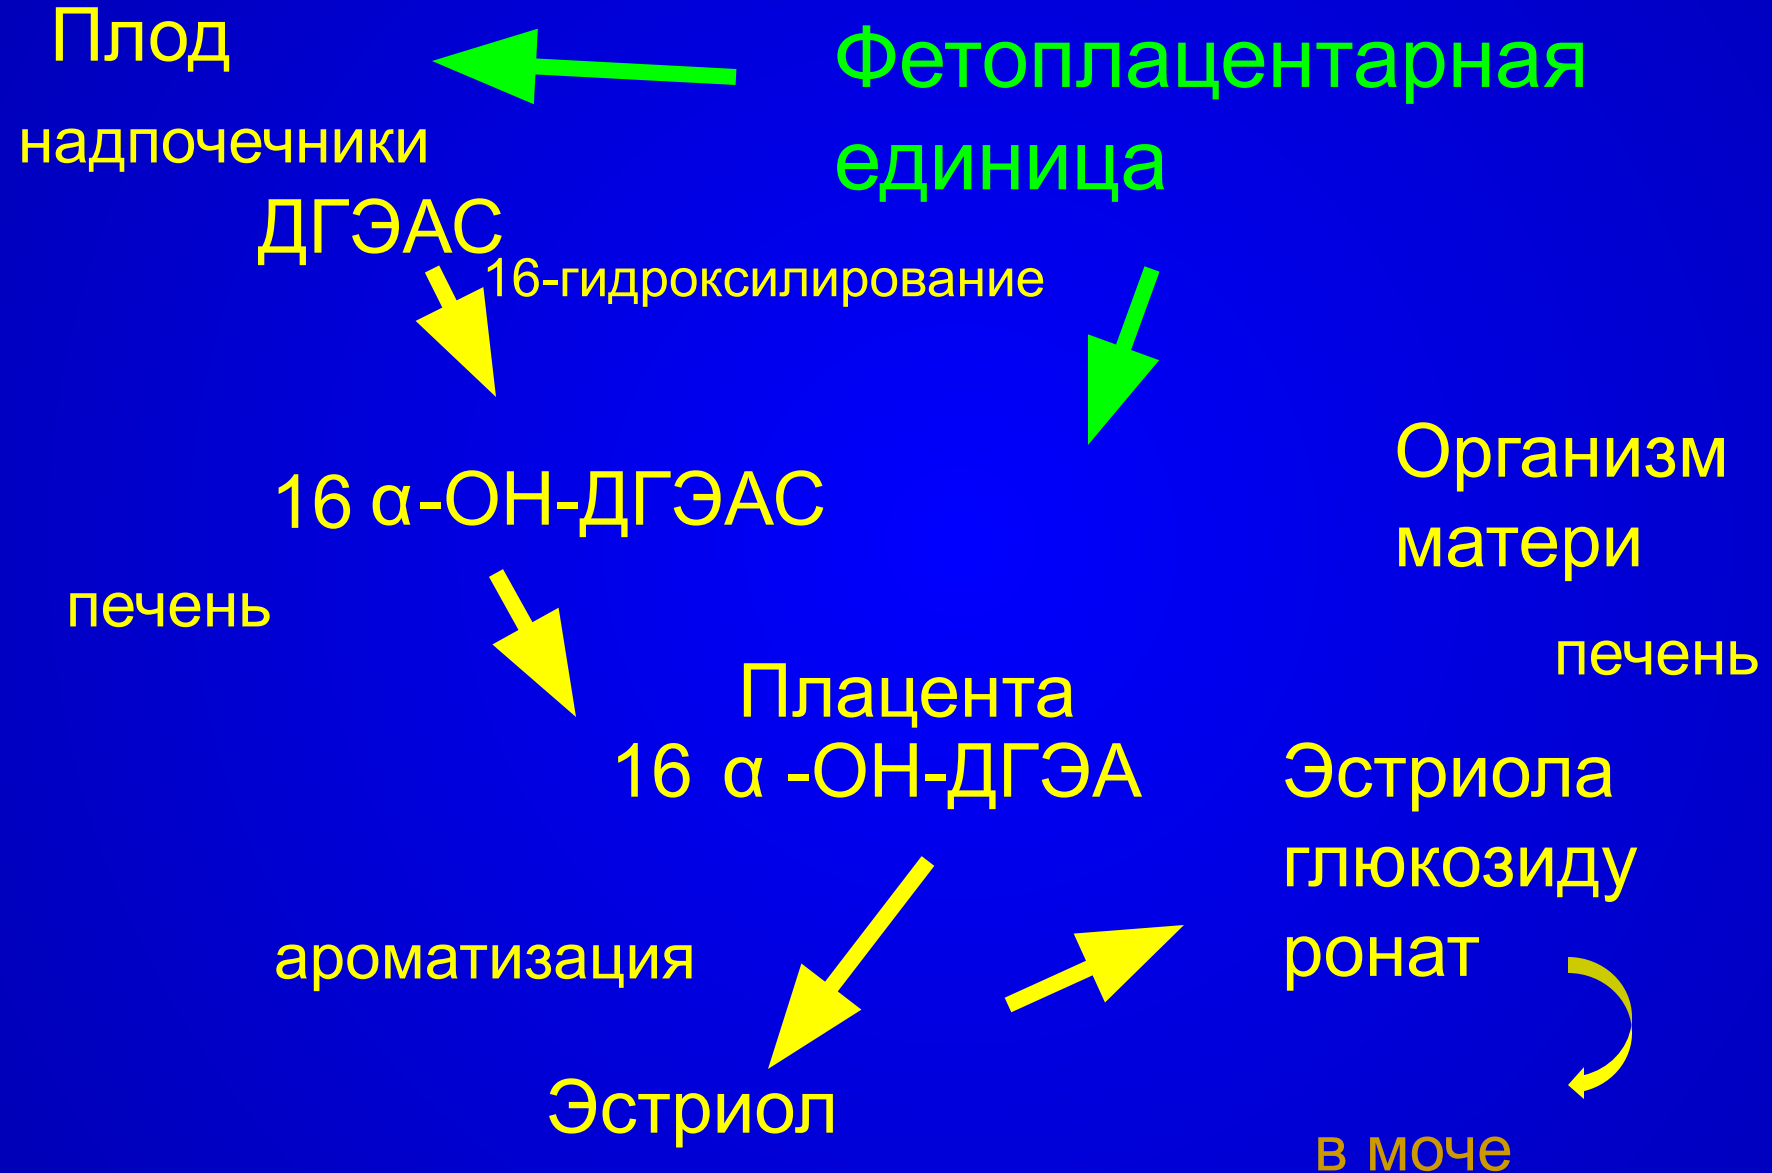 Плод
Фетоплацентарная
единица
надпочечники
ДГЭАС
16-гидроксилирование
16 α-ОН-ДГЭАС
Организм
матери
печень
печень
Плацента
16 α -ОН-ДГЭА
Эстриола
глюкозиду
ронат
ароматизация
Эстриол
в моче